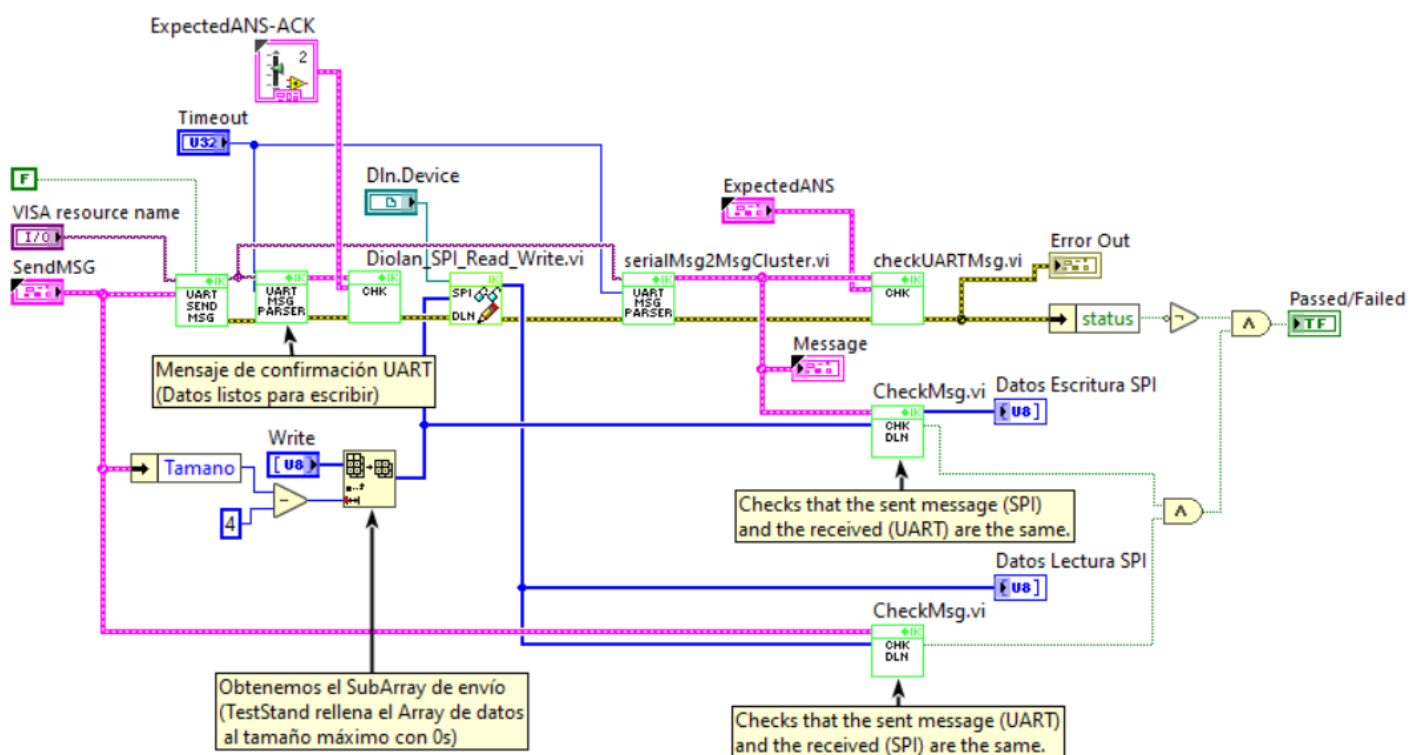 ExpectedANS-ACK
2
Timeout
U32
F
VISA resource name
I/O
SendMSG
UART
SEND
MSG
UART
MSG
PARSER
CHK
Dln.Device
Diolan_SPI_Read_Write.vi
SPI
DLN
serialMsg2MsgCluster.vi
UART
MSG
PARSER
ExpectedANS
checkUARTMsg.vi
CHK
Error Out
status
Passed/Failed
TF
Mensaje de confirmación UART
(Datos listos para escribir)
Message
CheckMsg.vi
CHK
DLN
Datos Escritura SPI
[U8]
Write
[U8]
Tamano
4
Checks that the sent message (SPI)
and the received (UART) are the same.
Datos Lectura SPI
[U8]
CheckMsg.vi
CHK
DLN
Obtenemos el SubArray de envío
(TestStand rellena el Array de datos
al tamaño máximo con 0s)
Checks that the sent message (UART)
and the received (SPI) are the same.